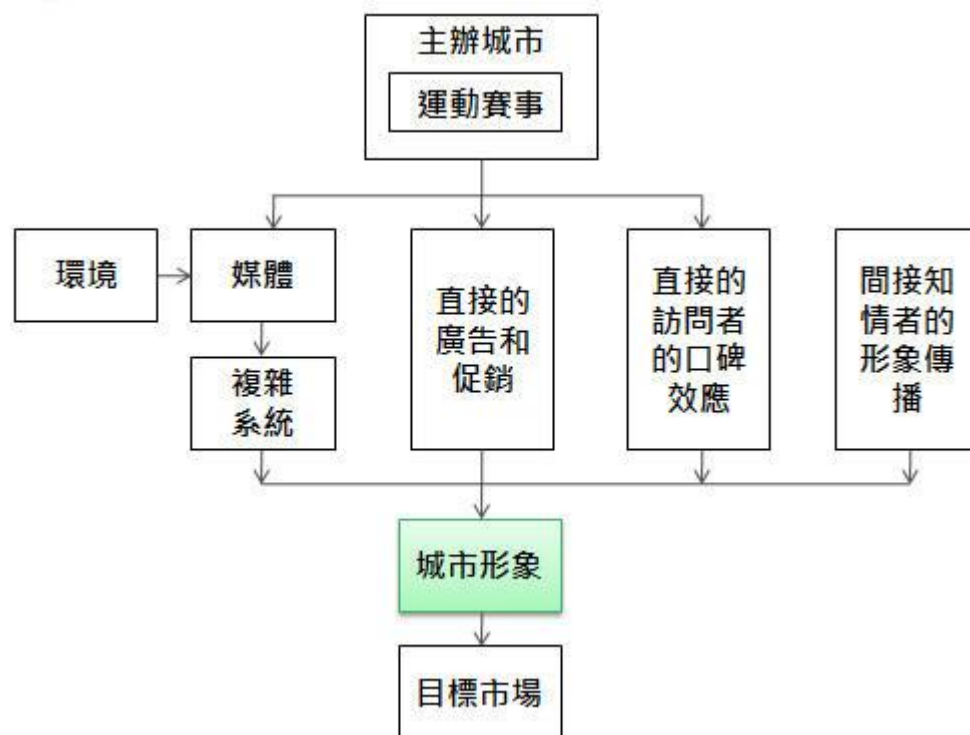 主辦城市
運動賽事
環境
媒體
複雜
系統
直接的
廣告和
促銷
直接的
訪問者
的口碑
效應
間接知
情者的
形象傳
播
城市形象
目標市場